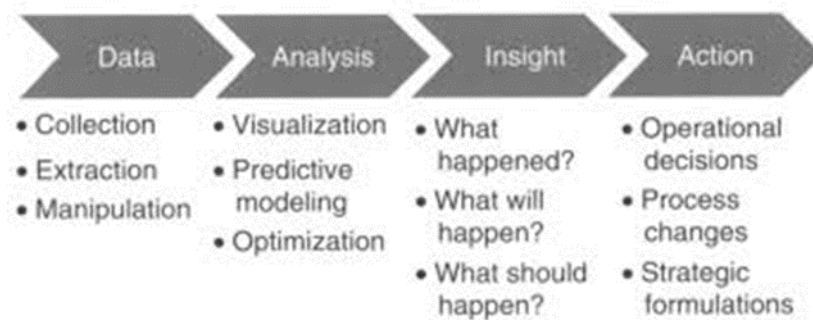 Data
• Collection
• Extraction
• Manipulation
Analysis
• Visualization
• Predictive
modeling
• Optimization
Insight
• What
happened?
• What will
happen?
• What should
happen?
Action
• Operational
decisions
• Process
changes
• Strategic
formulations